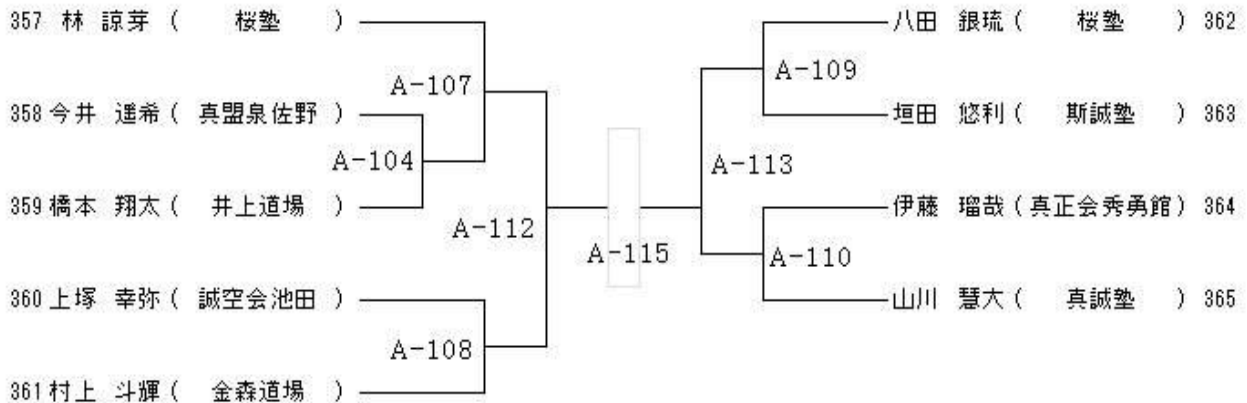 357 林 諒芽 ( 桜塾 )
358 今井 遥希 ( 真盟泉佐野 )
359 橋本 翔太 ( 井上道場 )
360 上塚 幸弥 ( 誠空会池田 )
361 村上 斗輝 ( 金森道場 )
A-107
A-104
A-112
A-108
A-115
八田 銀琉 ( 桜塾 ) 362
A-109
垣田 悠利 ( 斯誠塾 ) 363
A-113
伊藤 瑠哉 ( 真正会秀勇館 ) 364
A-110
山川 慧大 ( 真誠塾 ) 365